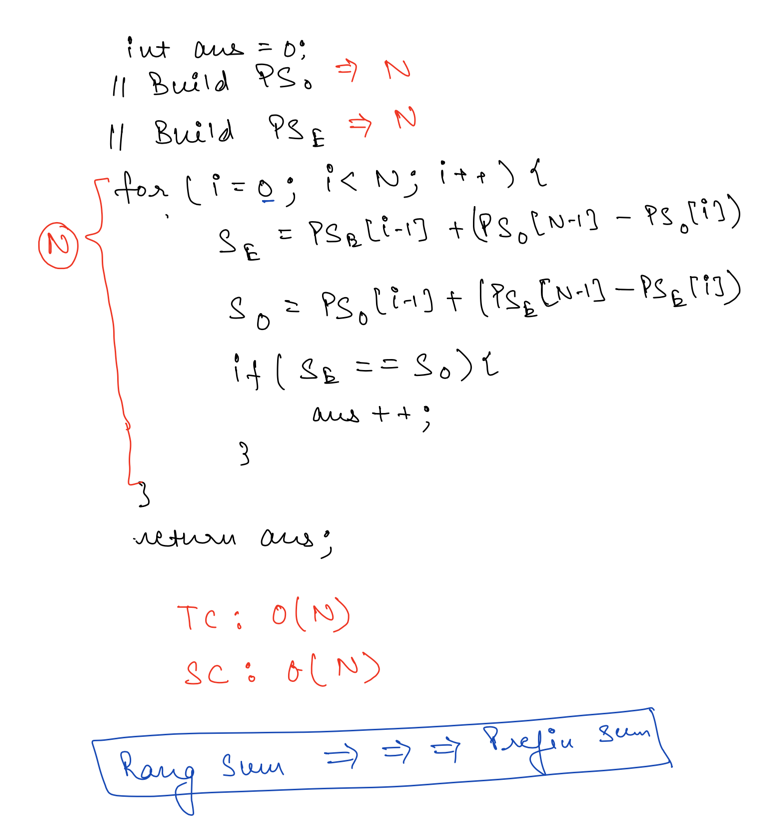 int ans = 0;
// Build PS₀ ⇒ N
// Build PS_E ⇒ N
for ( i = 0 ; i < N ; i++ ) {
N
S_E = PS_E[i-1] + (PS_O[N-1] - PS_O[i])
S_O = PS_O[i-1] + (PS_E[N-1] - PS_E[i])
if ( S_E == S_O ) {
ans ++ ;
}
}
return ans;
TC : O(N)
SC : O(N)
Rang Sum ⇒ ⇒ ⇒ Prefix Sum